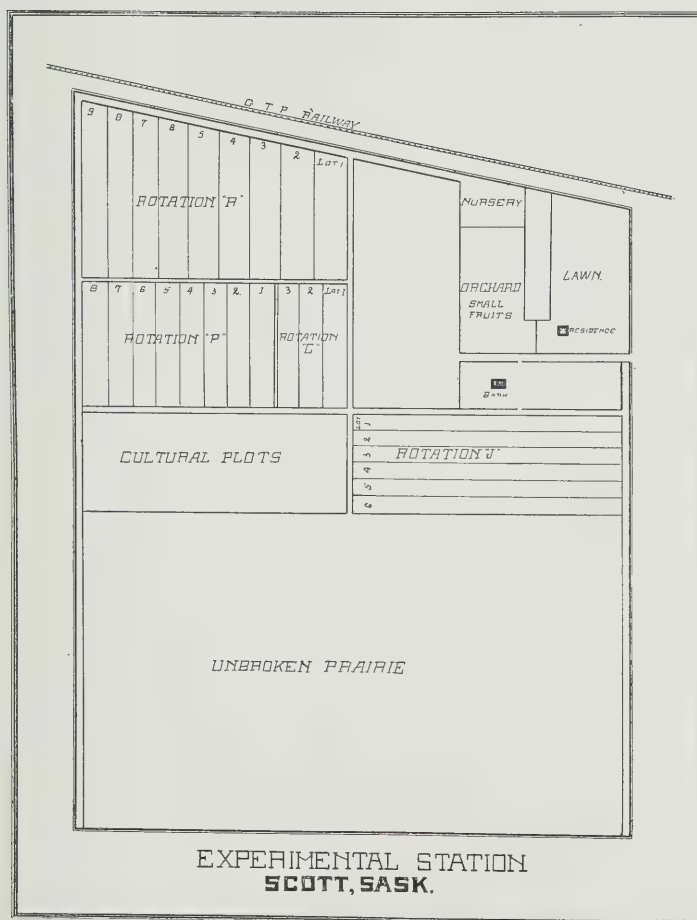 G T P RAILWAY
9 8 7 6 5 4 3 2 LOT 1
ROTATION "R"
NURSERY
ORCHARD
SMALL
FRUITS
LAWN.
RESIDENCE
8 7 6 5 4 3 2 1
ROTATION "P"
3 2 LOT 1
ROTATION
"C"
BARN
CULTURAL PLOTS
LOT 1
2
3
4
5
6
ROTATION "J"
UNBROKEN PRAIRIE
EXPERIMENTAL STATION
SCOTT, SASK.